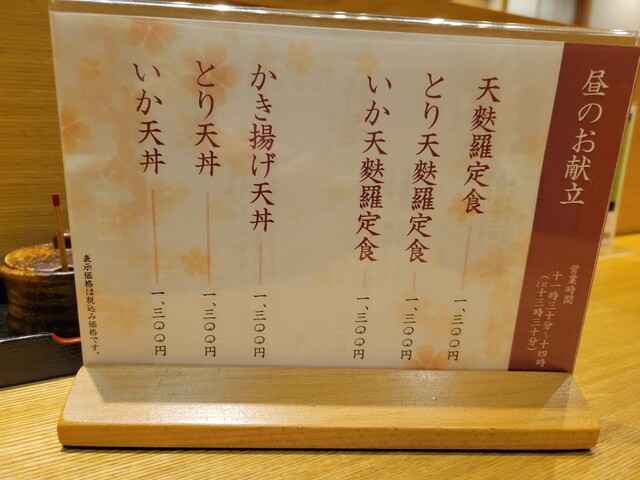 昼のお献立
営業時間
十一時三十分~十四時
(L.O.十三時三十分)
天麩羅定食 一、三〇〇円
とり天麩羅定食 一、三〇〇円
いか天麩羅定食 一、三〇〇円
かき揚げ天丼 一、三〇〇円
とり天丼 一、三〇〇円
いか天丼 一、三〇〇円
表示価格は税込み価格です。